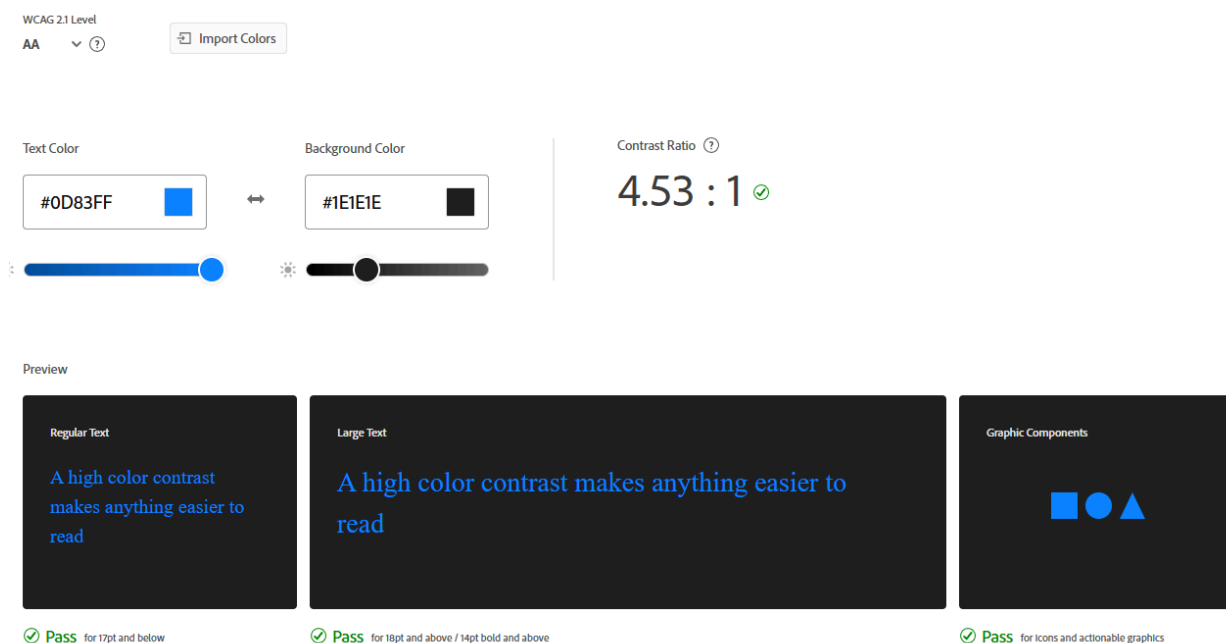 WCAG 2.1 Level
AA
Import Colors
Text Color
Background Color
Contrast Ratio
#0D83FF
#1E1E1E
4.53 : 1
Preview
Regular Text
A high color contrast
makes anything easier to
read
Large Text
A high color contrast makes anything easier to
read
Graphic Components
Pass for 17pt and below
Pass for 18pt and above / 14pt bold and above
Pass for icons and actionable graphics